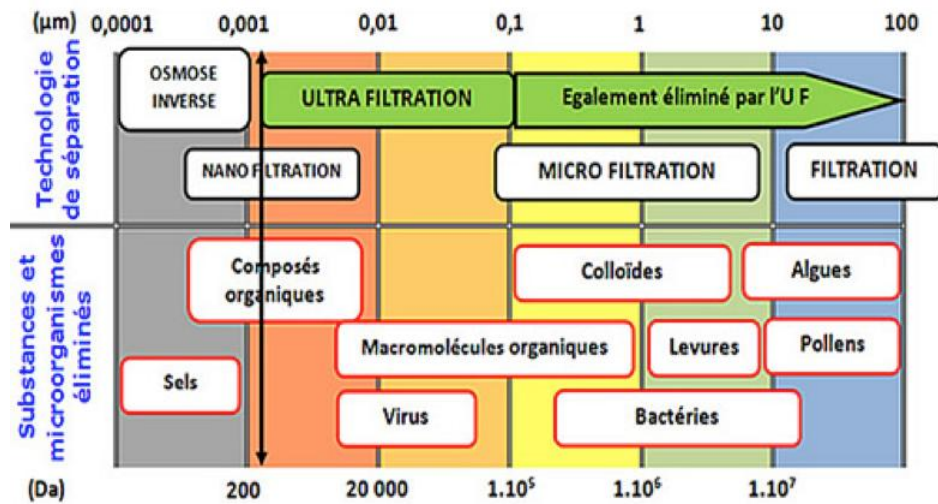 (µm) 0,0001 0,001 0,01 0,1 1 10 100
Technologie
de séparation
OSMOSE
INVERSE
ULTRA FILTRATION
Egalement éliminé par l'U F
NANO FILTRATION
MICRO FILTRATION
FILTRATION
Substances et
microorganismes
éliminés
Composés
organiques
Colloïdes
Algues
Macromolécules organiques
Levures
Pollens
Sels
Virus
Bactéries
(Da) 200 20 000 1.10⁵ 1.10⁶ 1.10⁷